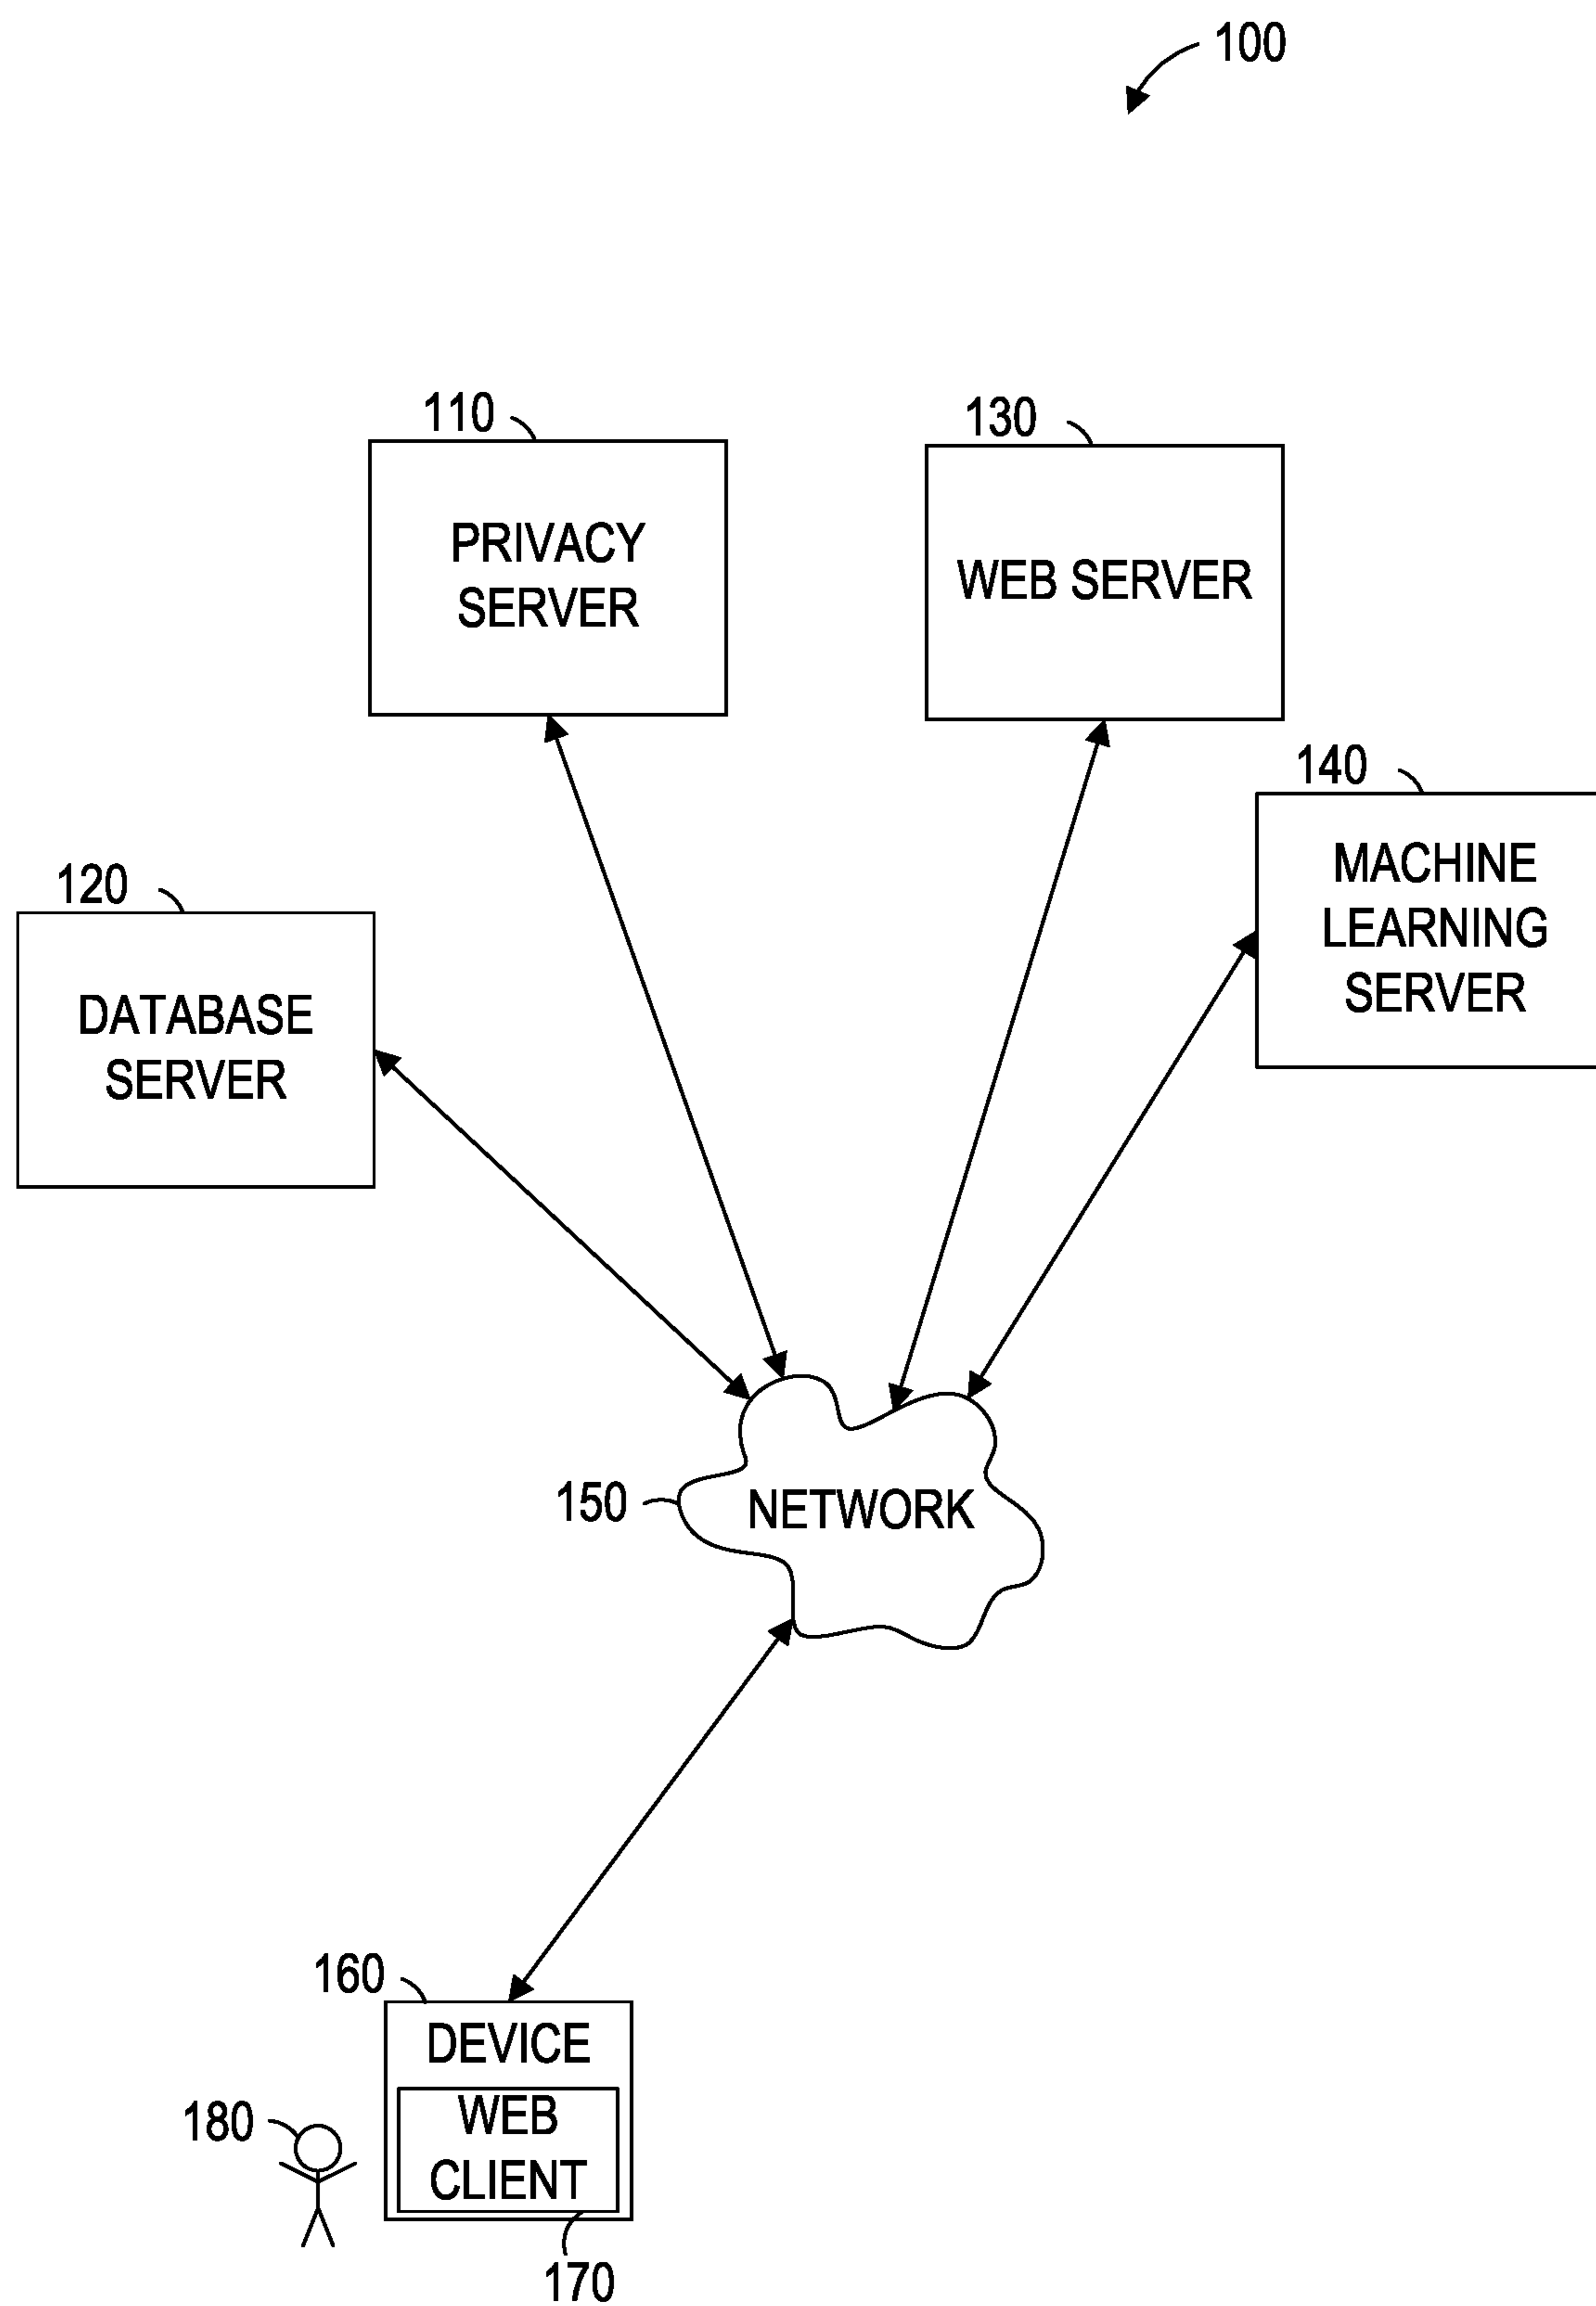 100
110
130
PRIVACY
SERVER
WEB SERVER
140
MACHINE
LEARNING
SERVER
120
DATABASE
SERVER
150
NETWORK
160
DEVICE
WEB
CLIENT
180
170